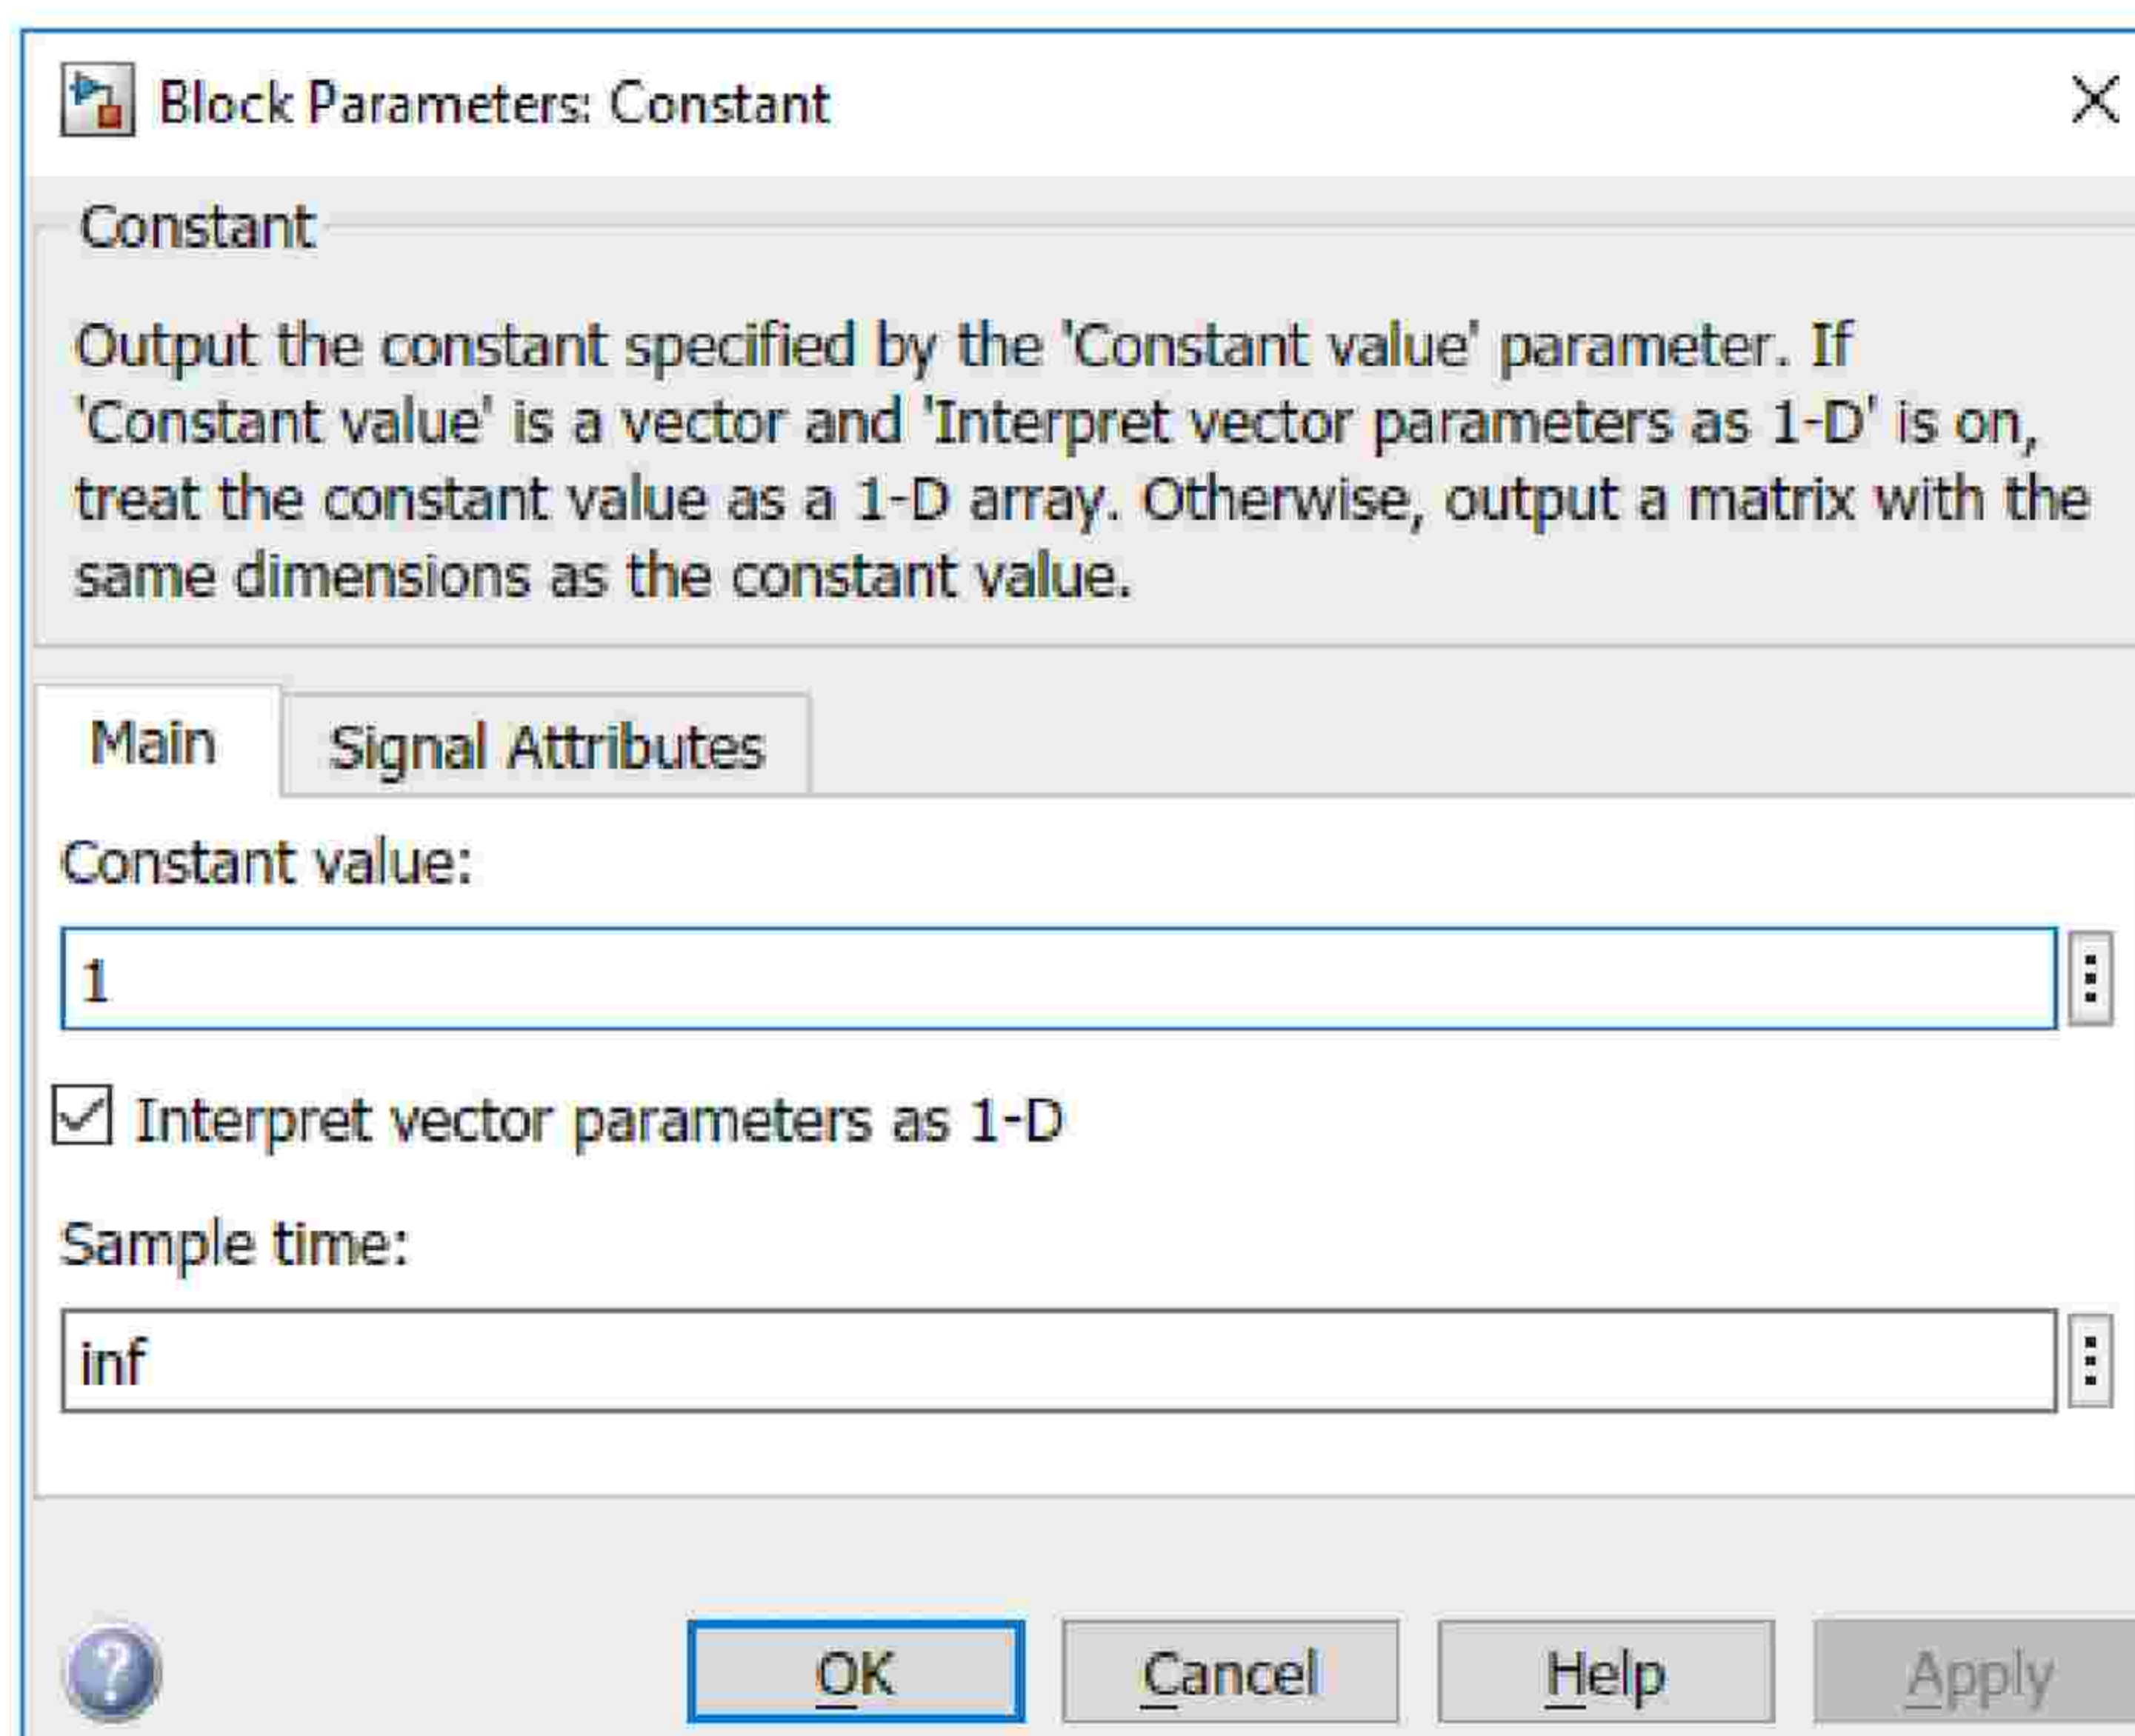 Block Parameters: Constant
Constant
Output the constant specified by the 'Constant value' parameter. If
'Constant value' is a vector and 'Interpret vector parameters as 1-D' is on,
treat the constant value as a 1-D array. Otherwise, output a matrix with the
same dimensions as the constant value.
Main Signal Attributes
Constant value:
1
Interpret vector parameters as 1-D
Sample time:
inf
? OK Cancel Help Apply